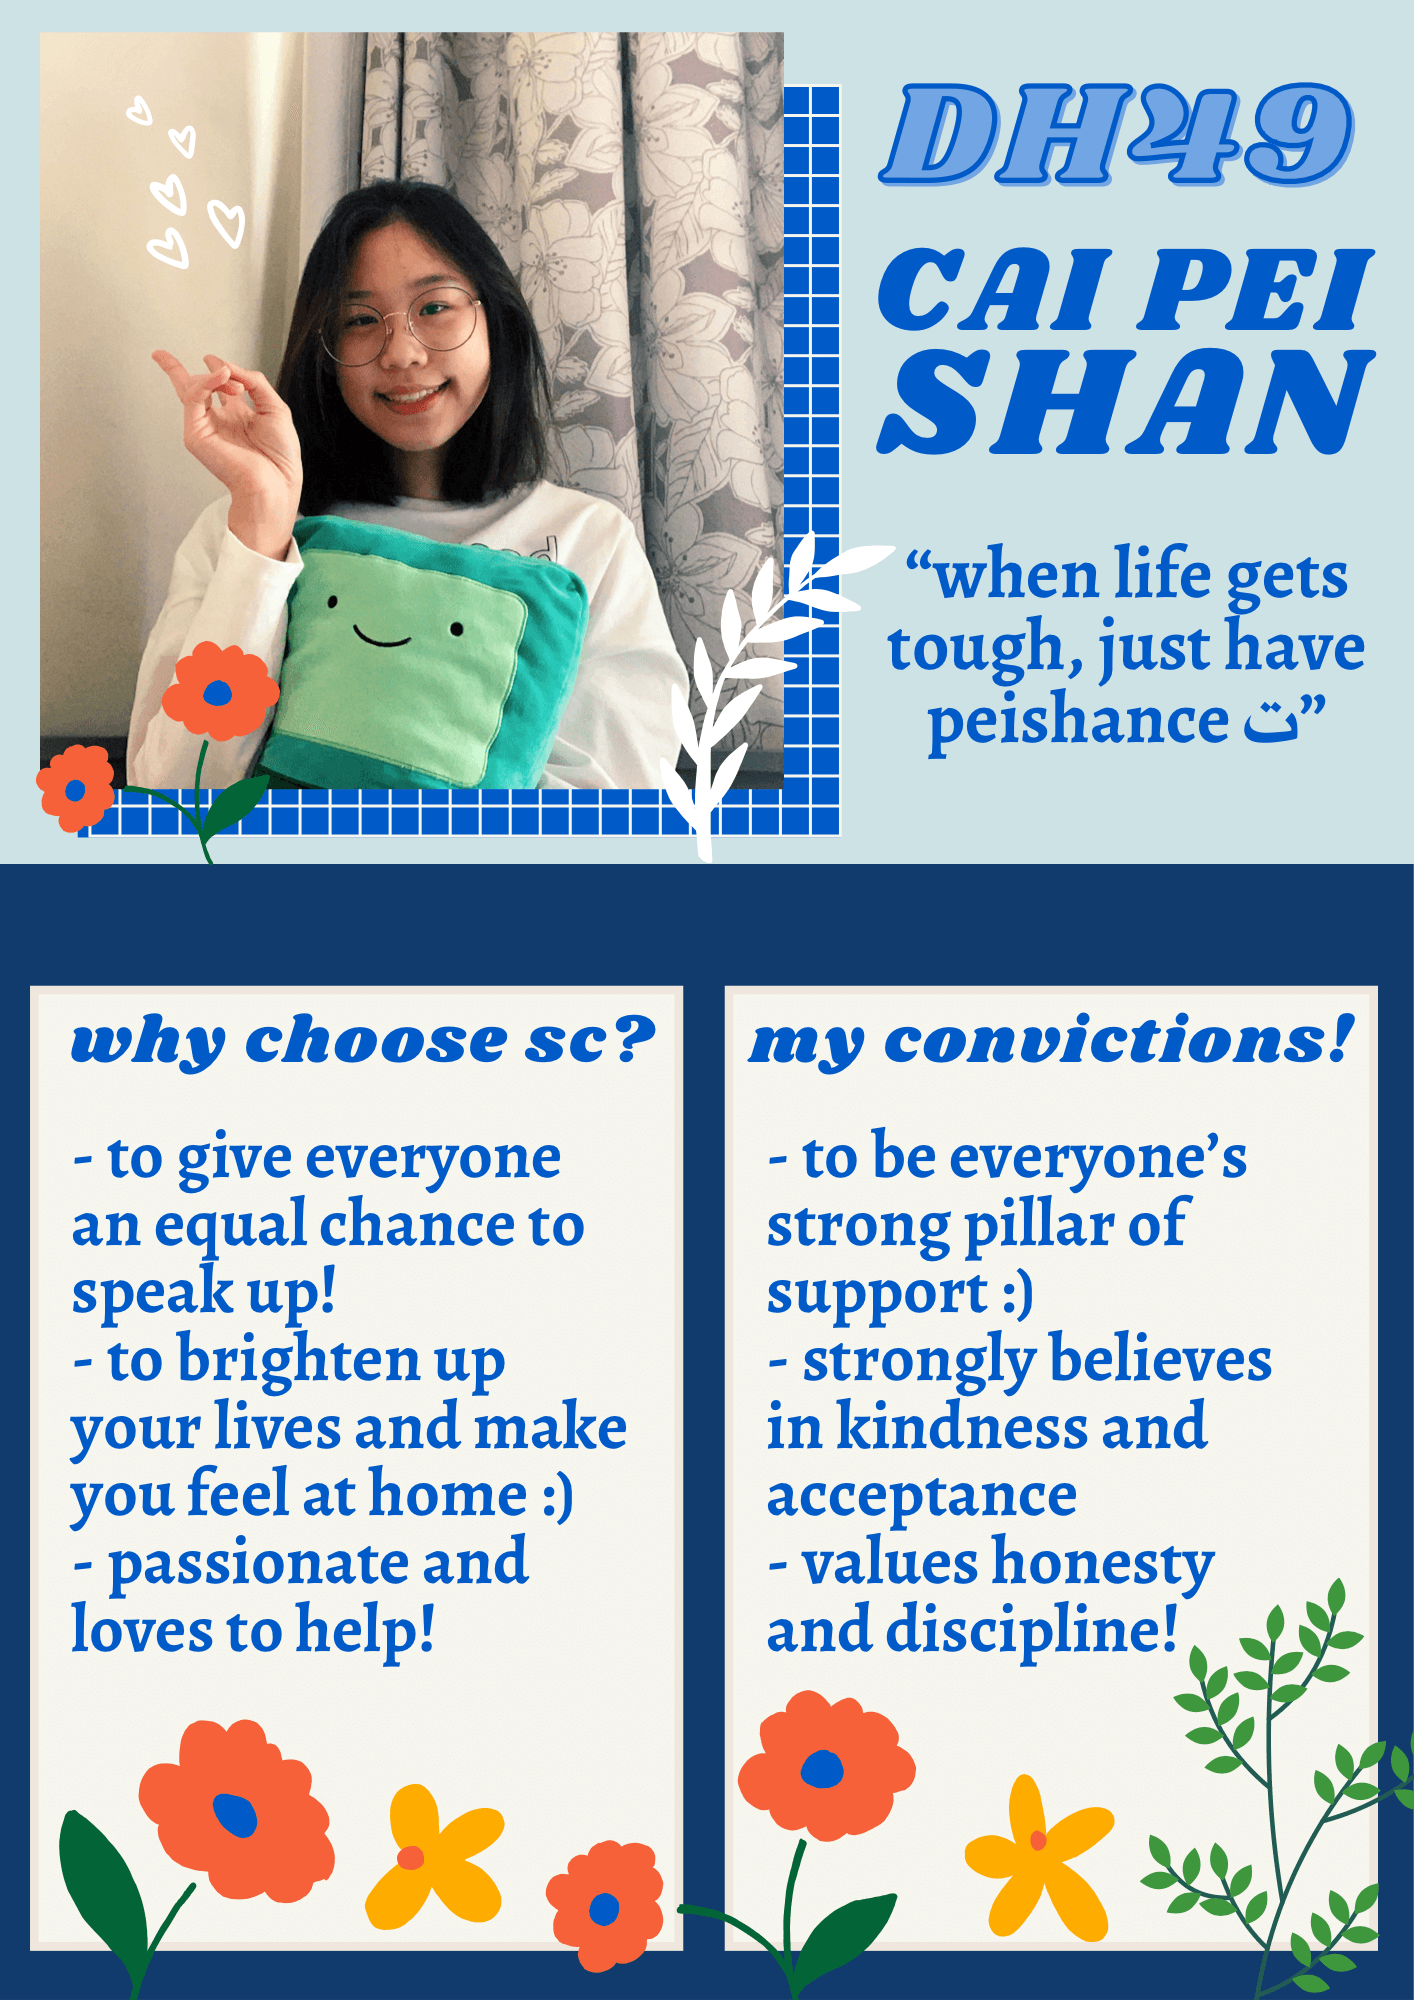 DH49
CAI PEI
SHAN
“when life gets
tough, just have
peishance ت”
why choose sc?
- to give everyone
an equal chance to
speak up!
- to brighten up
your lives and make
you feel at home :)
- passionate and
loves to help!
my convictions!
- to be everyone’s
strong pillar of
support :)
- strongly believes
in kindness and
acceptance
- values honesty
and discipline!